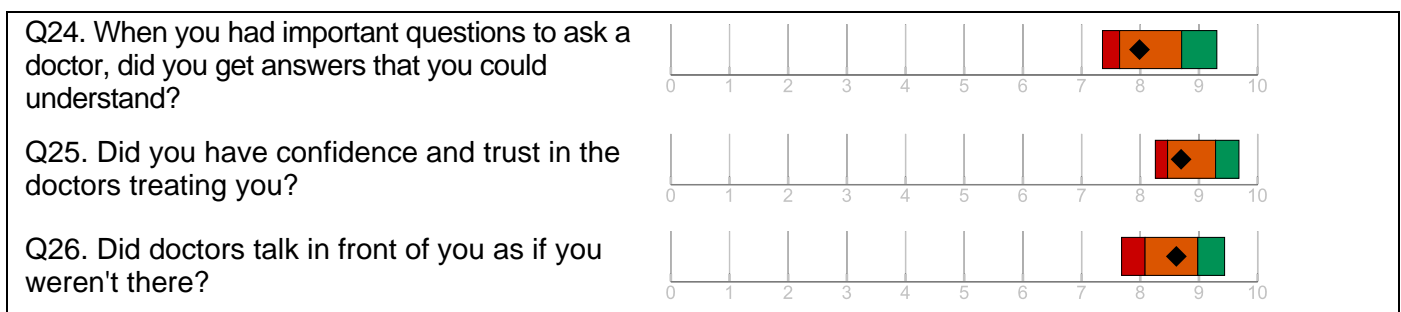 Q24. When you had important questions to ask a
doctor, did you get answers that you could
understand?
0 1 2 3 4 5 6 7 8 9 10
Q25. Did you have confidence and trust in the
doctors treating you?
0 1 2 3 4 5 6 7 8 9 10
Q26. Did doctors talk in front of you as if you
weren't there?
0 1 2 3 4 5 6 7 8 9 10